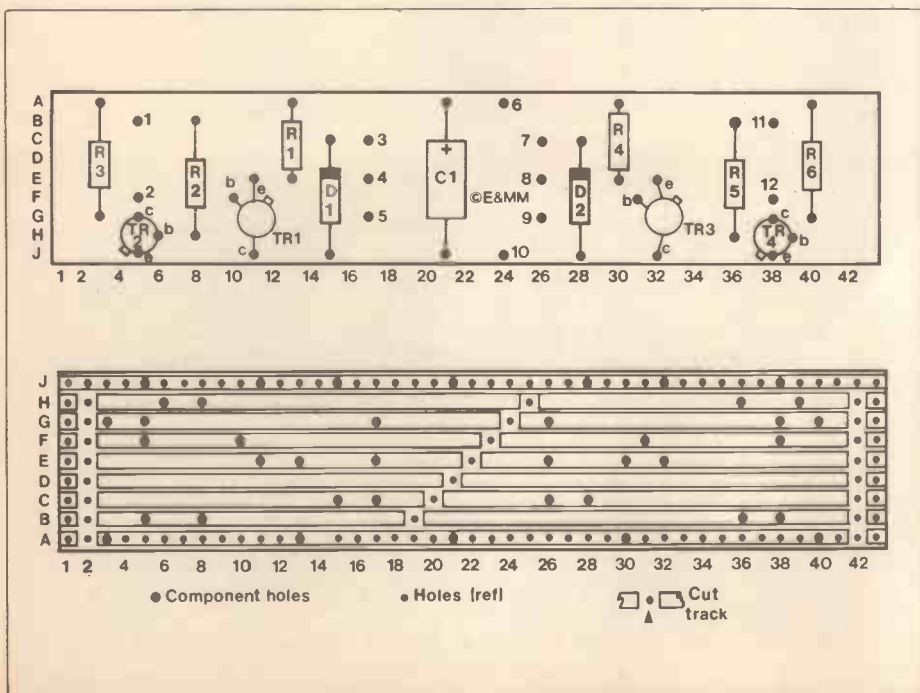 A
B 1 11
C R 1 3 7 R 4
D R 3 + R 5 R 6
E R 2 b e D 1 4 C1 8 D 2 e 12
F 2 b ©E&MM b
G c 5 9 c
H TR 2 b TR1 TR3 TR 4 b
J e c 10 c e
6
1 2 4 6 8 10 12 14 16 18 20 22 24 26 28 30 32 34 36 38 40 42
J
H
G
F
E
D
C
B
A
1 2 4 6 8 10 12 14 16 18 20 22 24 26 28 30 32 34 36 38 40 42
Component holes Holes (ref) Cut
track